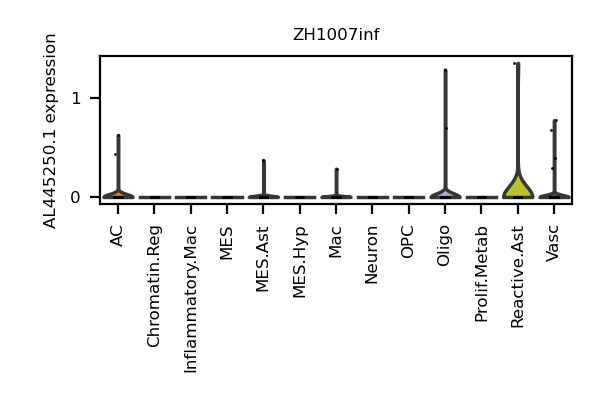 ZH1007inf
AL445250.1 expression
1
0
AC
Chromatin.Reg
Inflammatory.Mac
MES
MES.Ast
MES.Hyp
Mac
Neuron
OPC
Oligo
Prolif.Metab
Reactive.Ast
Vasc